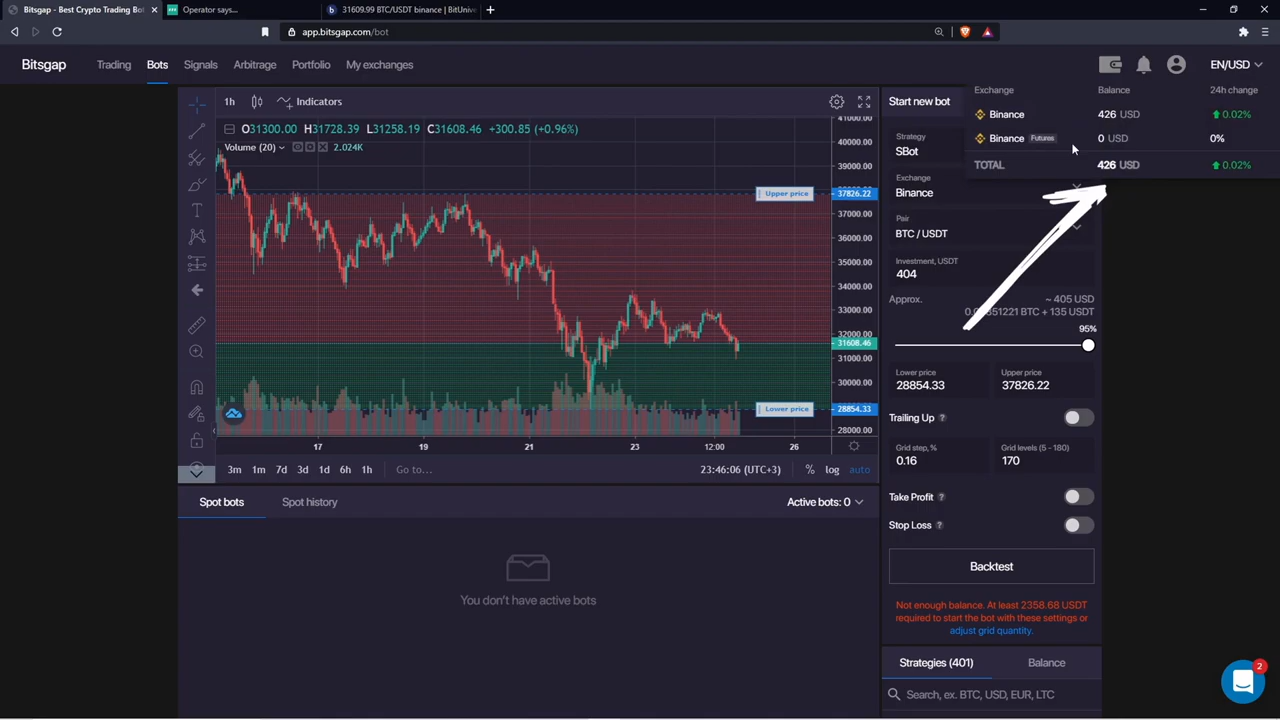 Bitsgap - Best Crypto Trading Bot
Operator says...
31609.99 BTC/USDT binance | BitUnive
app.bitsgap.com/bot
Bitsgap
Trading
Bots
Signals
Arbitrage
Portfolio
My exchanges
EN/USD
1h
Indicators
O31300.00 H31728.39 L31258.19 C31608.46 +300.85 (+0.96%)
Volume (20) 2.024K
41000.00
40000.00
39000.00
Upper price
37826.22
37000.00
36000.00
35000.00
34000.00
33000.00
32000.00
31608.46
31000.00
30000.00
Lower price
28854.33
28000.00
17
19
21
23
12:00
26
3m
1m
7d
3d
1d
6h
1h
Go to...
23:46:06 (UTC+3)
%
log
auto
Spot bots
Spot history
Active bots: 0
You don't have active bots
Start new bot
Exchange
Balance
24h change
Binance
426 USD
0.02%
Binance Futures
0 USD
0%
TOTAL
426 USD
0.02%
Strategy
SBot
Exchange
Binance
Pair
BTC / USDT
Investment, USDT
404
Approx.
~ 405 USD
BTC + 135 USDT
95%
Lower price
28854.33
Upper price
37826.22
Trailing Up ?
Grid step, %
0.16
Grid levels (5 - 180)
170
Take Profit ?
Stop Loss ?
Backtest
Not enough balance. At least 2358.68 USDT
required to start the bot with these settings or
adjust grid quantity.
Strategies (401)
Balance
Search, ex. BTC, USD, EUR, LTC
2